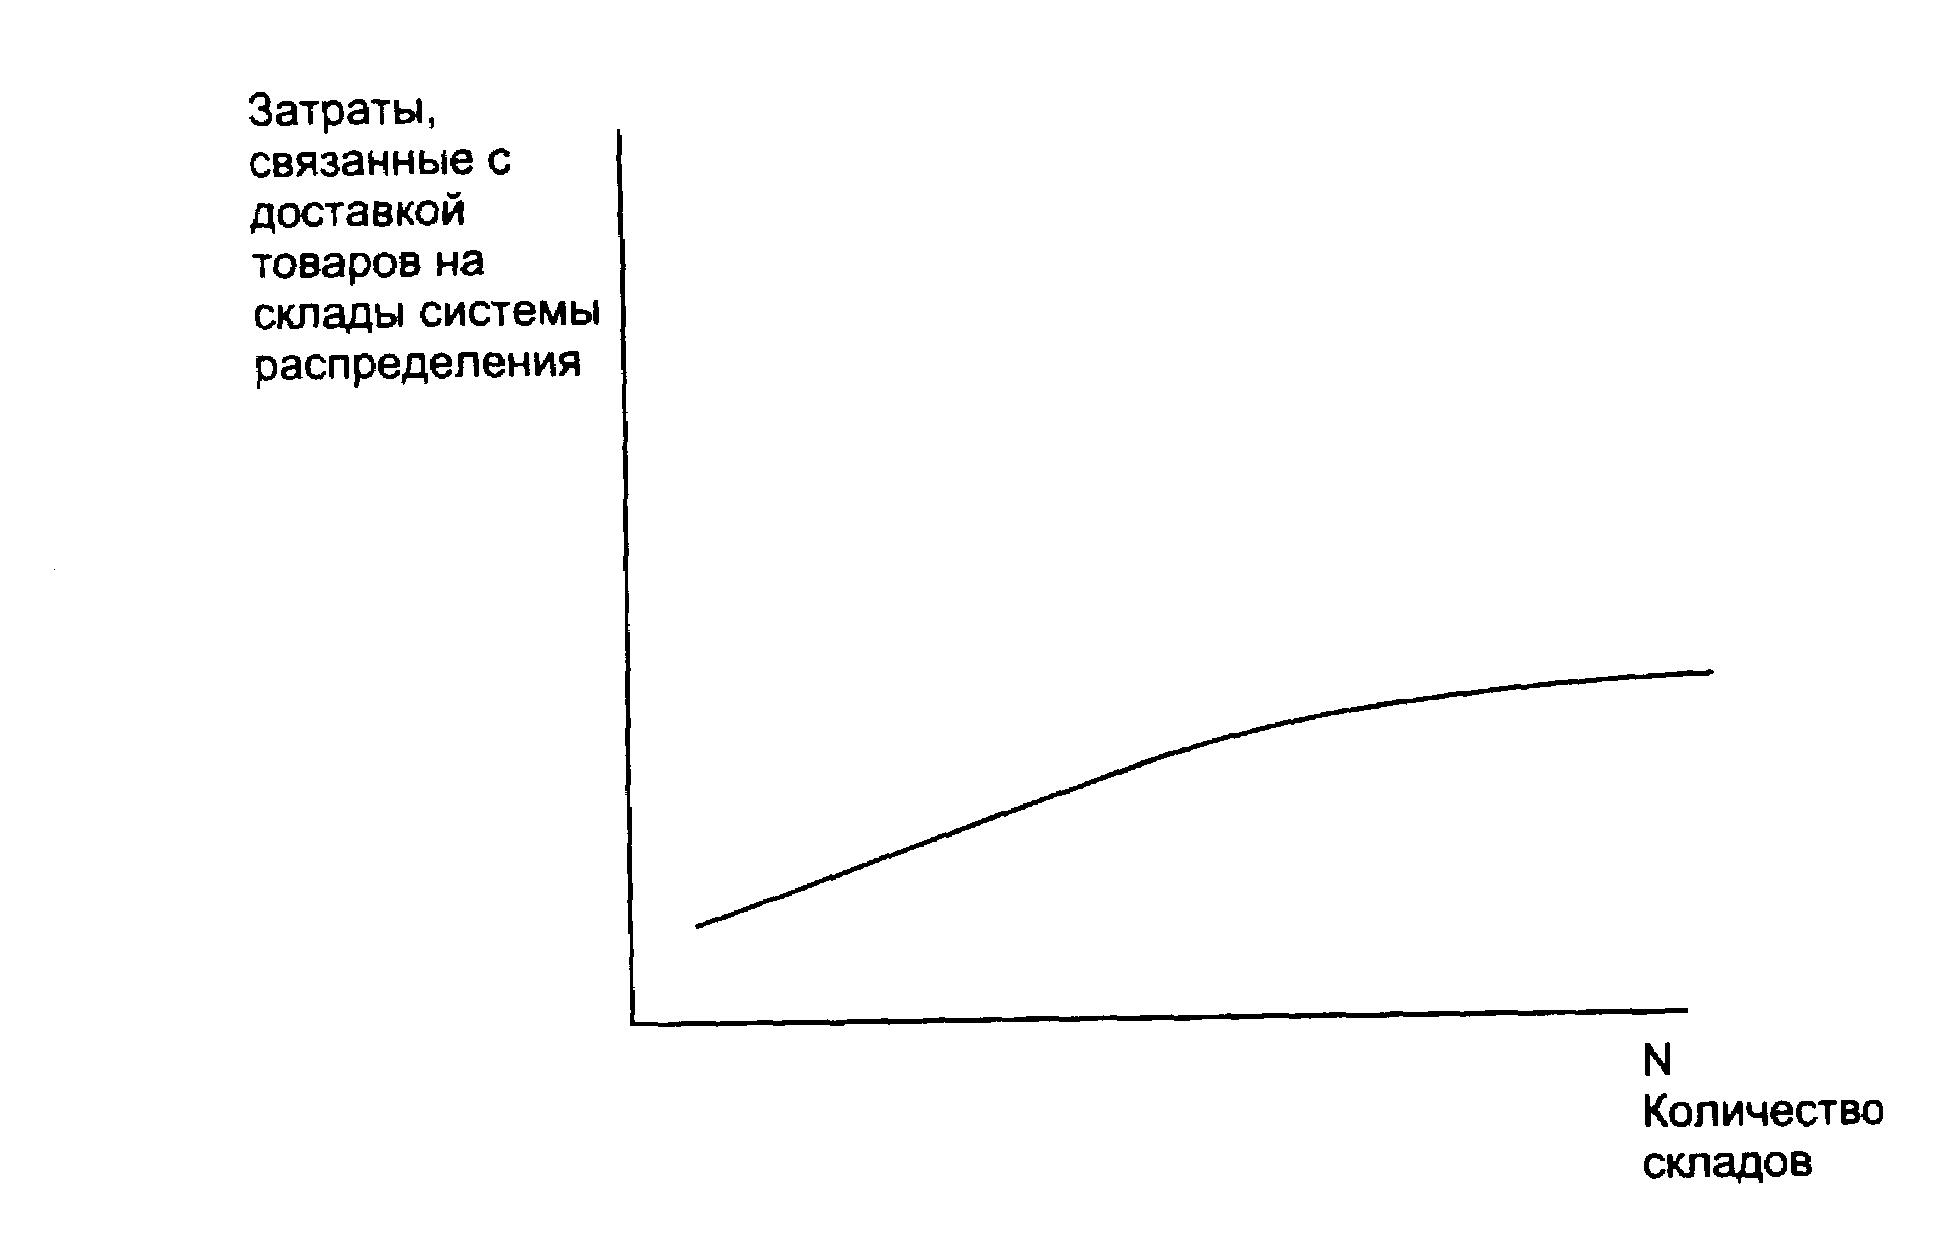 Затраты,
связанные с
доставкой
товаров на
склады системы
распределения
N
Количество
складов